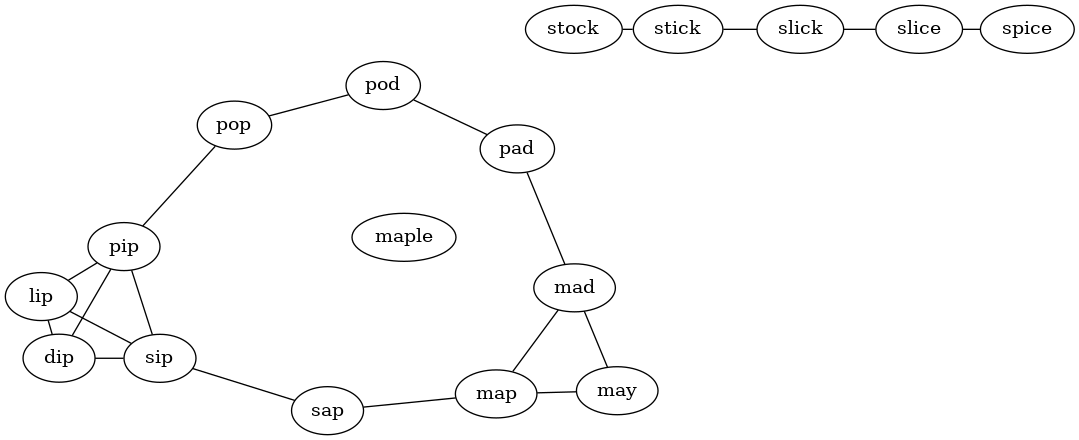 stock stick slick slice spice
pod
pop
pad
maple
pip
mad
lip
dip sip
map may
sap